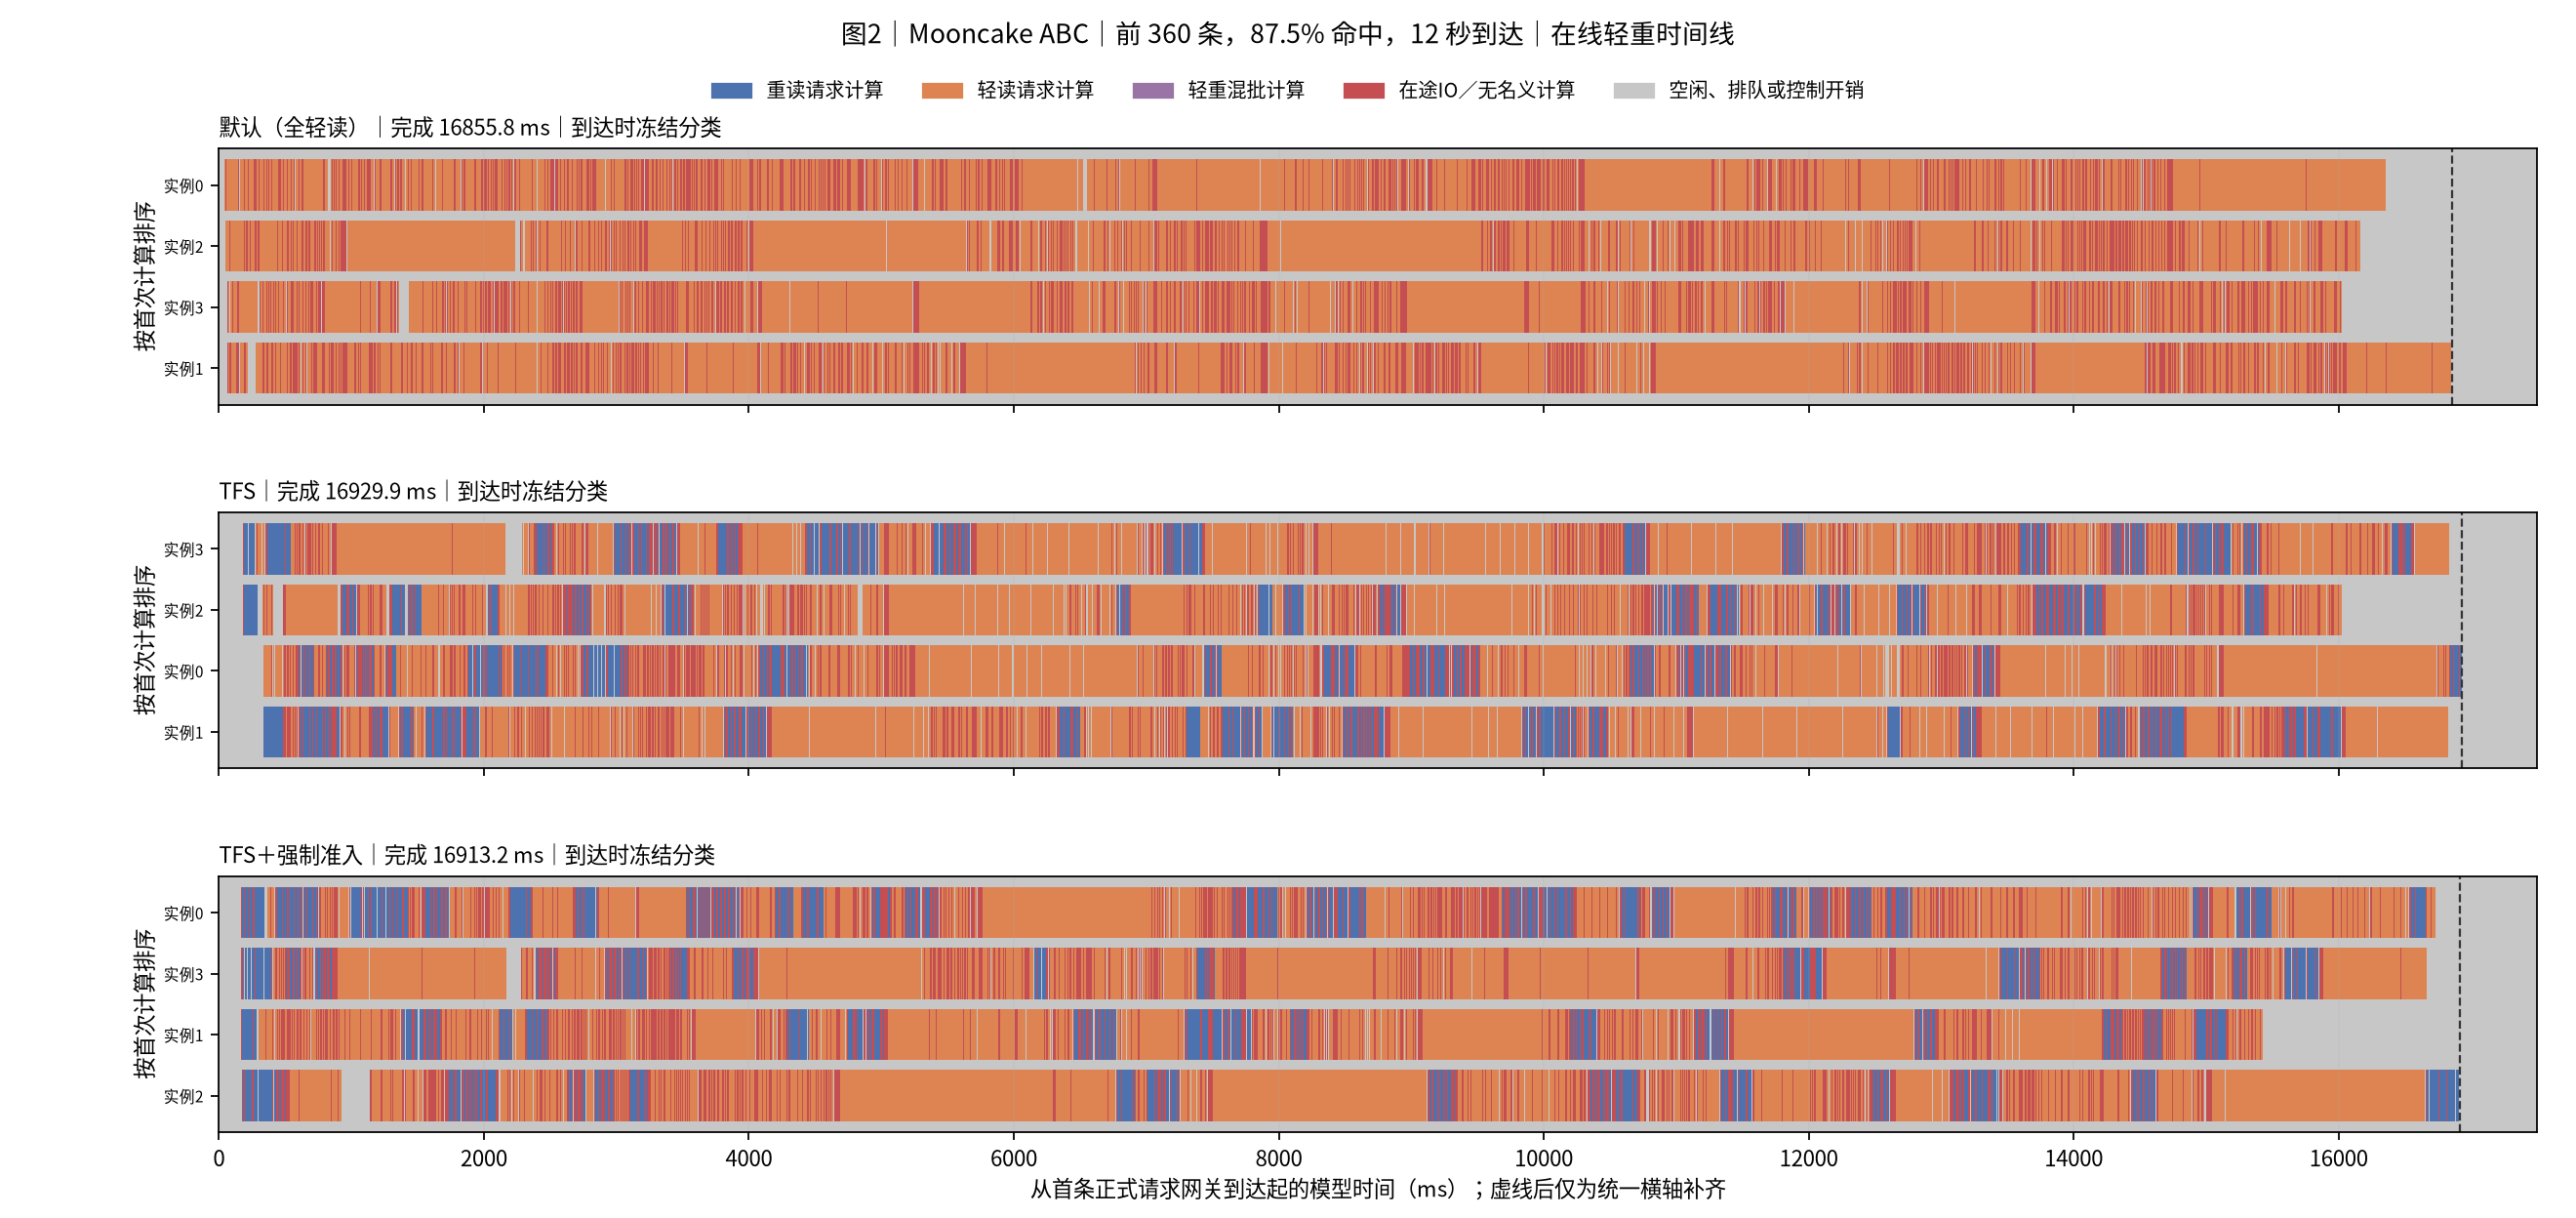 图2｜Mooncake ABC｜前 360 条，87.5% 命中，12 秒到达｜在线轻重时间线
重读请求计算 轻读请求计算 轻重混批计算 在途IO／无名义计算 空闲、排队或控制开销
默认（全轻读）｜完成 16855.8 ms｜到达时冻结分类
按首次计算排序
实例0
实例2
实例3
实例1
TFS｜完成 16929.9 ms｜到达时冻结分类
按首次计算排序
实例3
实例2
实例0
实例1
TFS＋强制准入｜完成 16913.2 ms｜到达时冻结分类
按首次计算排序
实例0
实例3
实例1
实例2
0 2000 4000 6000 8000 10000 12000 14000 16000
从首条正式请求网关到达起的模型时间（ms）；虚线后仅为统一横轴补齐